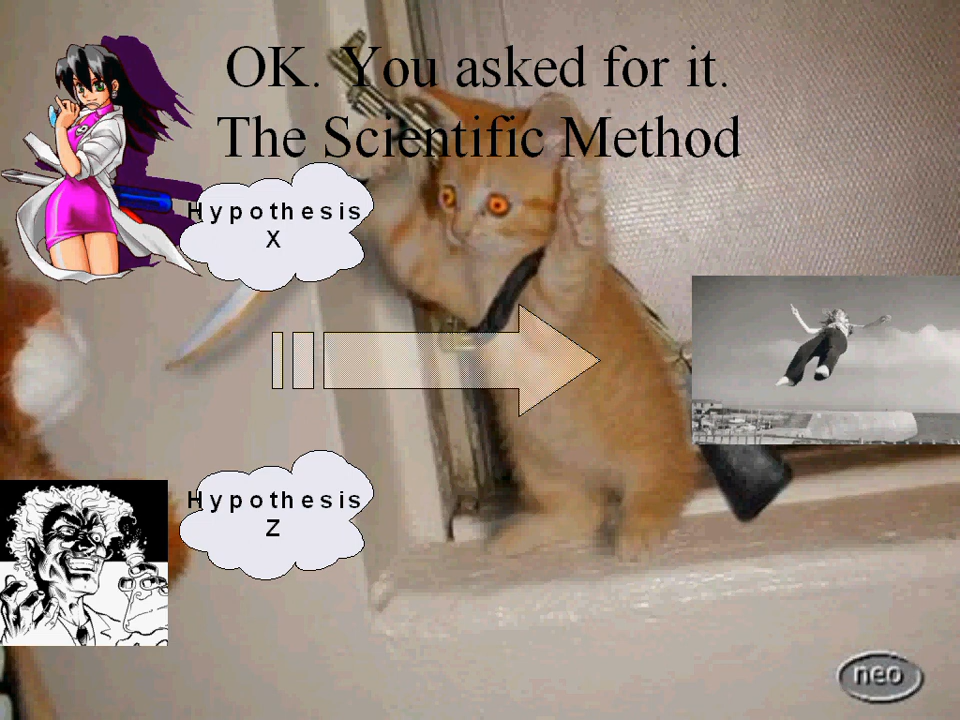 OK. You asked for it.
The Scientific Method
Hypothesis
X
Hypothesis
Z
neo